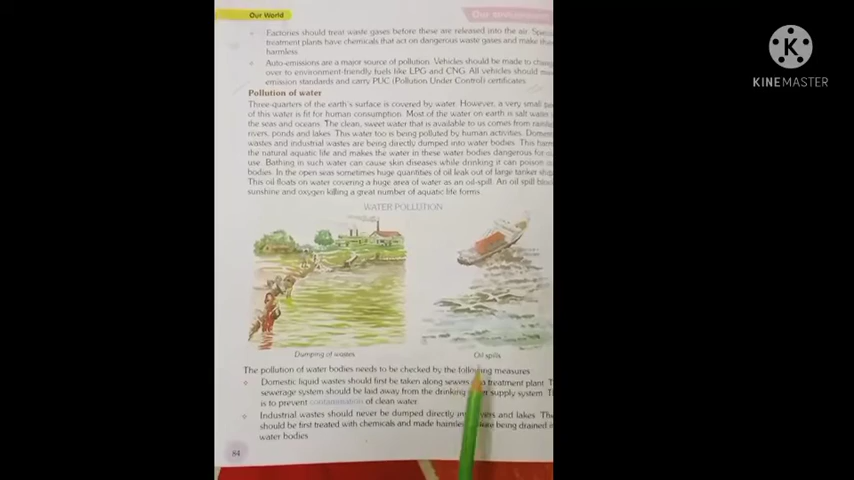 Our World
Our Environment
Factories should treat waste gases before these are released into the air. Special
treatment plants have chemicals that act on dangerous waste gases and make them
harmless.
Auto-emissions are a major source of pollution. Vehicles should be made to change
over to environment-friendly fuels like LPG and CNG. All vehicles should
emission standards and carry PUC (Pollution Under Control) certificates.
Pollution of water
Three-quarters of the earth's surface is covered by water. However, a very small
of this water is fit for human consumption. Most of the water on earth is salt water
the seas and oceans. The clean, sweet water that is available to us comes from
rivers, ponds and lakes. This water too is being polluted by human activities.
wastes and industrial wastes are being directly dumped into water bodies. This
the natural aquatic life and makes the water in these water bodies dangerous for
use. Bathing in such water can cause skin diseases while drinking it can poison
bodies. In the open seas sometimes huge quantities of oil leak out of large tanker
This oil floats on water covering a huge area of water as an oil-spill. An oil spill
sunshine and oxygen killing a great number of aquatic life forms.
WATER POLLUTION
Dumping of wastes
Oil spills
The pollution of water bodies needs to be checked by the following measures
Domestic liquid wastes should first be taken along sewers to a treatment plant.
sewerage system should be laid away from the drinking water supply system.
is to prevent contamination of clean water.
Industrial wastes should never be dumped directly rivers and lakes.
should be first treated with chemicals and made harmless before being drained
water bodies
84
K
KINEMASTER